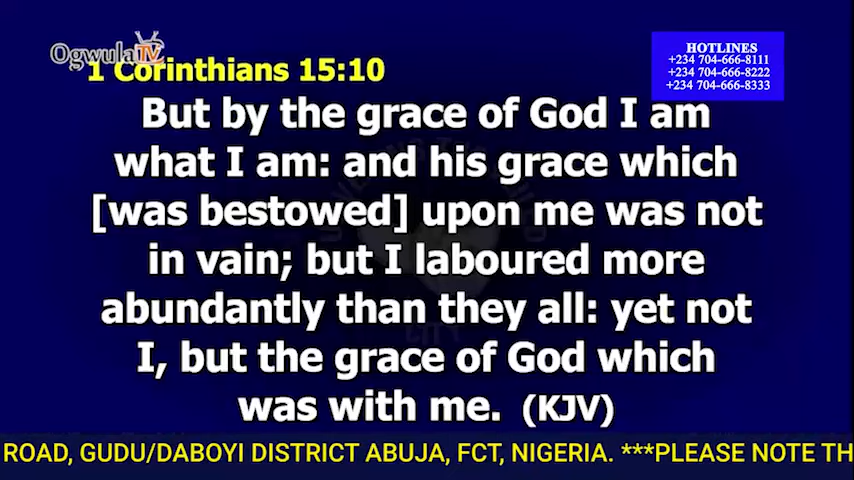 OgwulaTV
1 Corinthians 15:10
HOTLINES
+234 704-666-8111
+234 704-666-8222
+234 704-666-8333
But by the grace of God I am
what I am: and his grace which
[was bestowed] upon me was not
in vain; but I laboured more
abundantly than they all: yet not
I, but the grace of God which
was with me. (KJV)
ROAD, GUDU/DABOYI DISTRICT ABUJA, FCT, NIGERIA. ***PLEASE NOTE TH